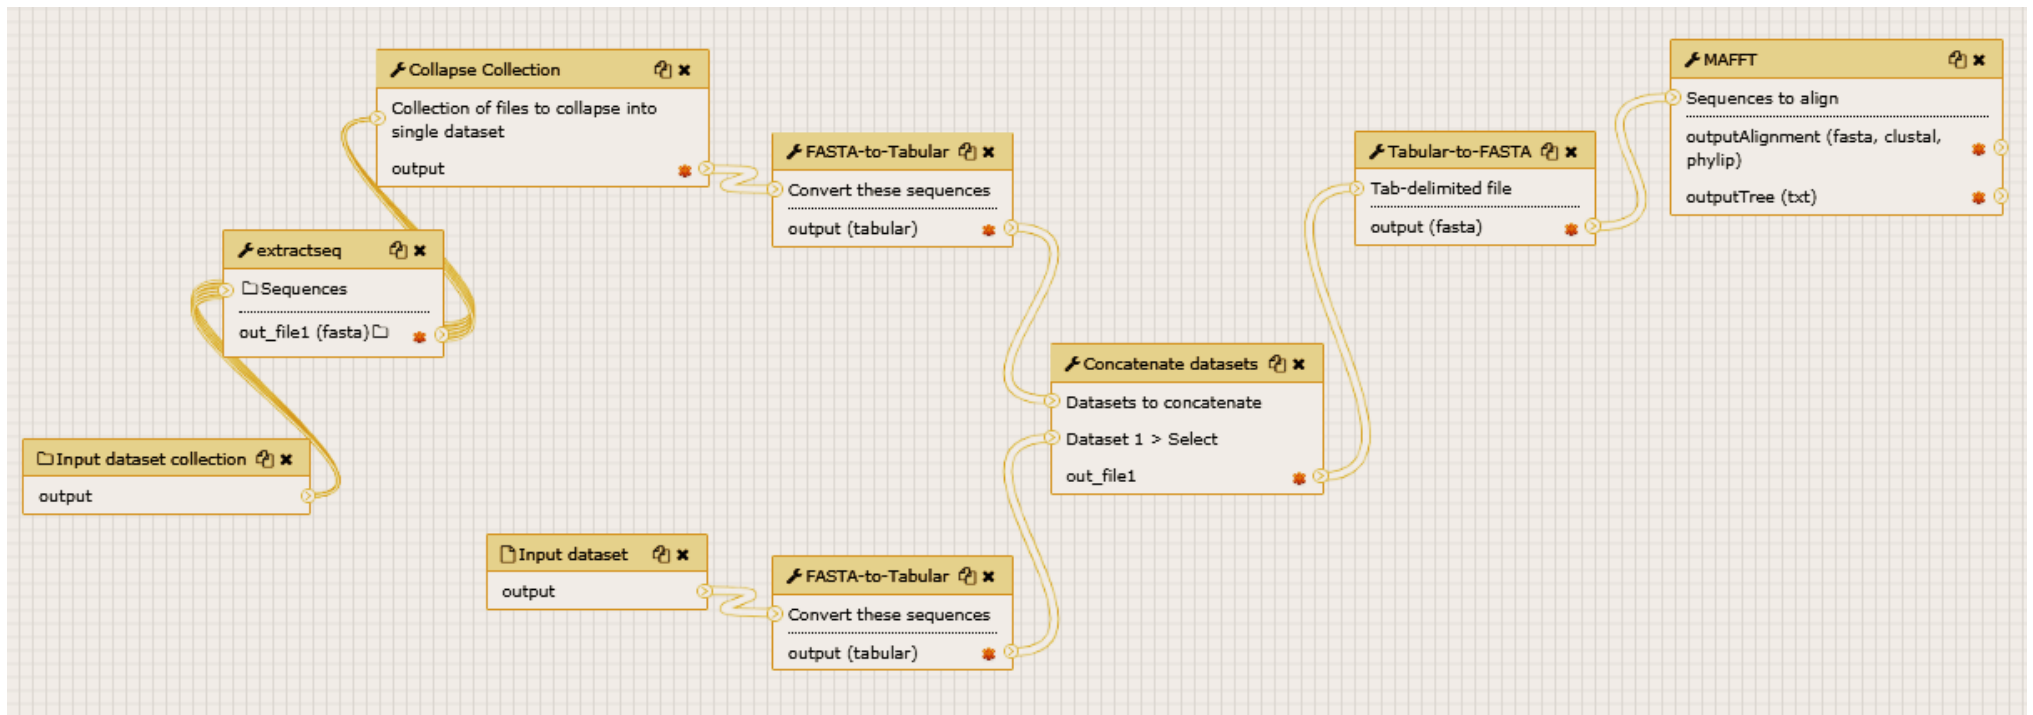 Collapse Collection
Collection of files to collapse into
single dataset
output
extractseq
Sequences
out_file1 (fasta)
Input dataset collection
output
Input dataset
output
FASTA-to-Tabular
Convert these sequences
output (tabular)
FASTA-to-Tabular
Convert these sequences
output (tabular)
Concatenate datasets
Datasets to concatenate
Dataset 1 > Select
out_file1
Tabular-to-FASTA
Tab-delimited file
output (fasta)
MAFFT
Sequences to align
outputAlignment (fasta, clustal,
phylip)
outputTree (txt)